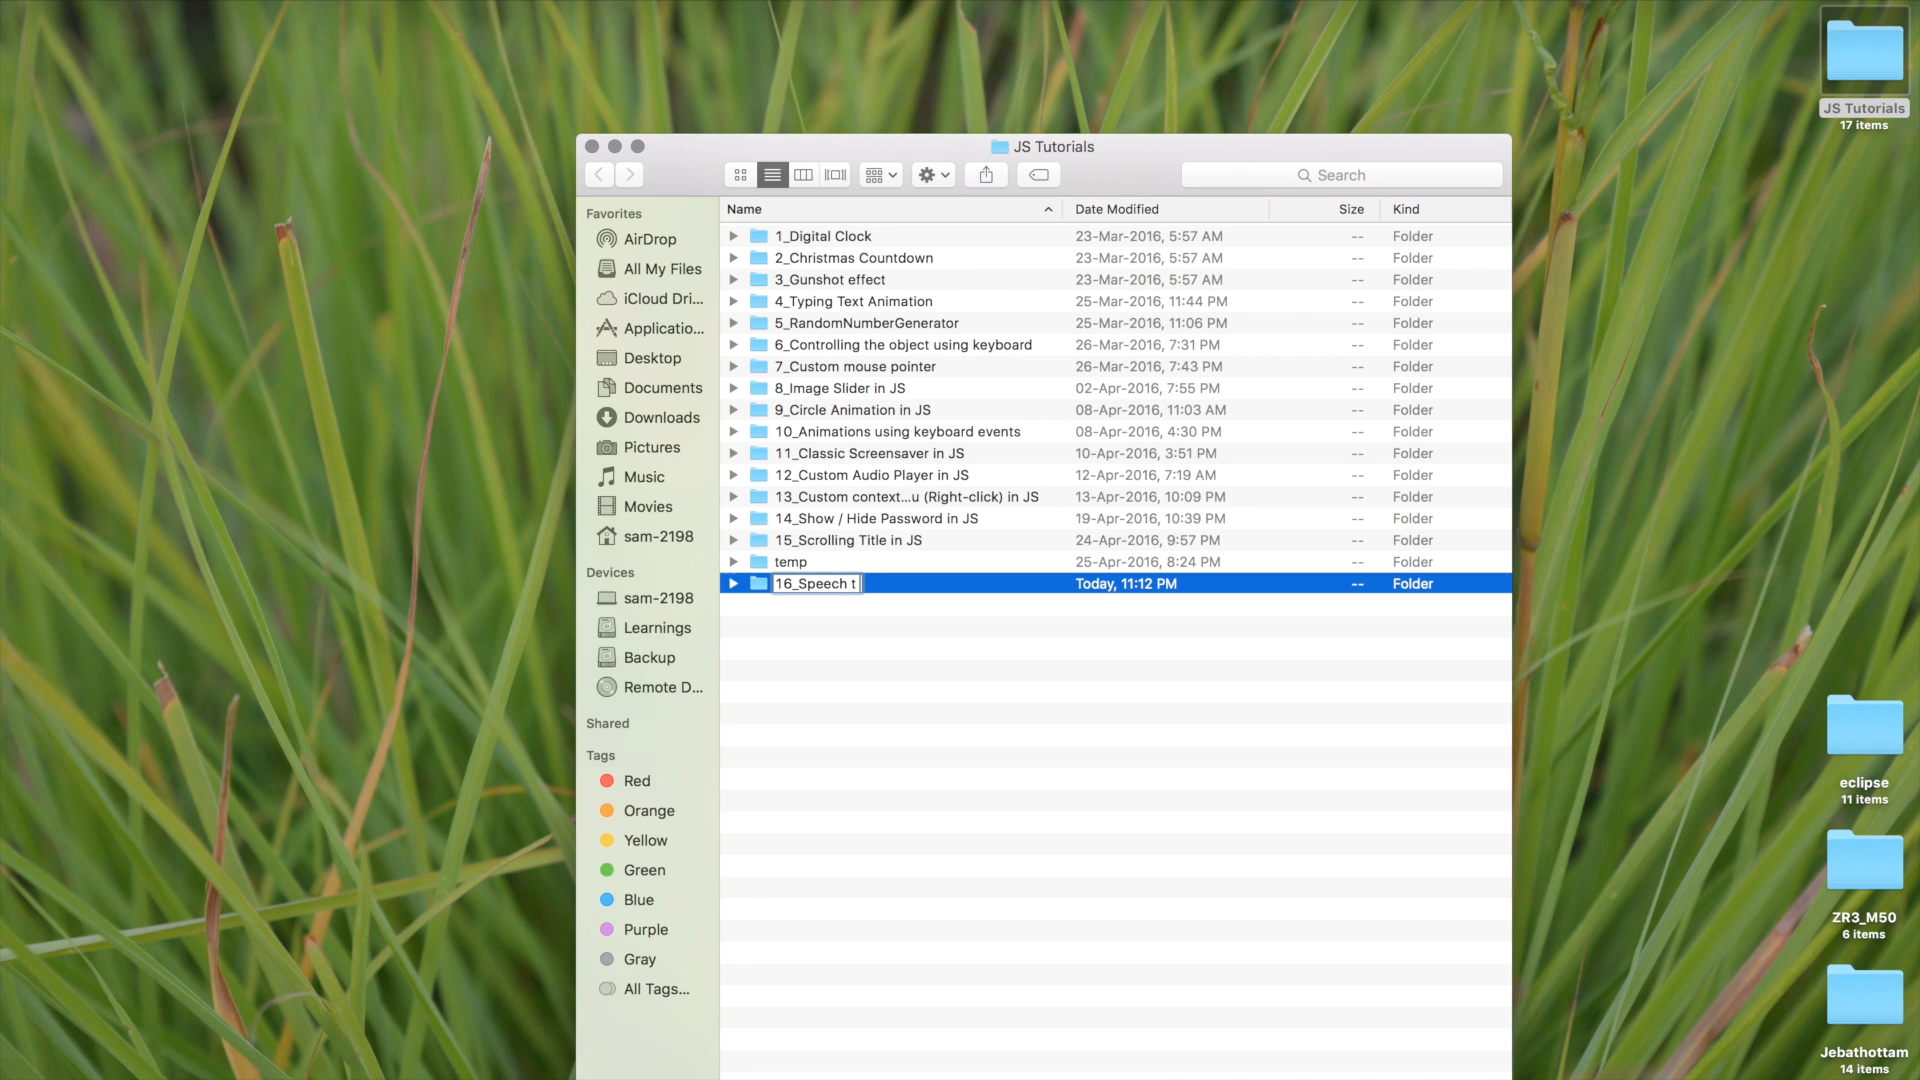 JS Tutorials
17 items
JS Tutorials
Search
Name Date Modified Size Kind
Favorites
AirDrop
All My Files
iCloud Dri...
Applicatio...
Desktop
Documents
Downloads
Pictures
Music
Movies
sam-2198
Devices
sam-2198
Learnings
Backup
Remote D...
Shared
Tags
Red
Orange
Yellow
Green
Blue
Purple
Gray
All Tags...
1_Digital Clock 23-Mar-2016, 5:57 AM -- Folder
2_Christmas Countdown 23-Mar-2016, 5:57 AM -- Folder
3_Gunshot effect 23-Mar-2016, 5:57 AM -- Folder
4_Typing Text Animation 25-Mar-2016, 11:44 PM -- Folder
5_RandomNumberGenerator 25-Mar-2016, 11:06 PM -- Folder
6_Controlling the object using keyboard 26-Mar-2016, 7:31 PM -- Folder
7_Custom mouse pointer 26-Mar-2016, 7:43 PM -- Folder
8_Image Slider in JS 02-Apr-2016, 7:55 PM -- Folder
9_Circle Animation in JS 08-Apr-2016, 11:03 AM -- Folder
10_Animations using keyboard events 08-Apr-2016, 4:30 PM -- Folder
11_Classic Screensaver in JS 10-Apr-2016, 3:51 PM -- Folder
12_Custom Audio Player in JS 12-Apr-2016, 7:19 AM -- Folder
13_Custom context...u (Right-click) in JS 13-Apr-2016, 10:09 PM -- Folder
14_Show / Hide Password in JS 19-Apr-2016, 10:39 PM -- Folder
15_Scrolling Title in JS 24-Apr-2016, 9:57 PM -- Folder
temp 25-Apr-2016, 8:24 PM -- Folder
16_Speech t Today, 11:12 PM -- Folder
eclipse
11 items
ZR3_M50
6 items
Jebathottam
14 items